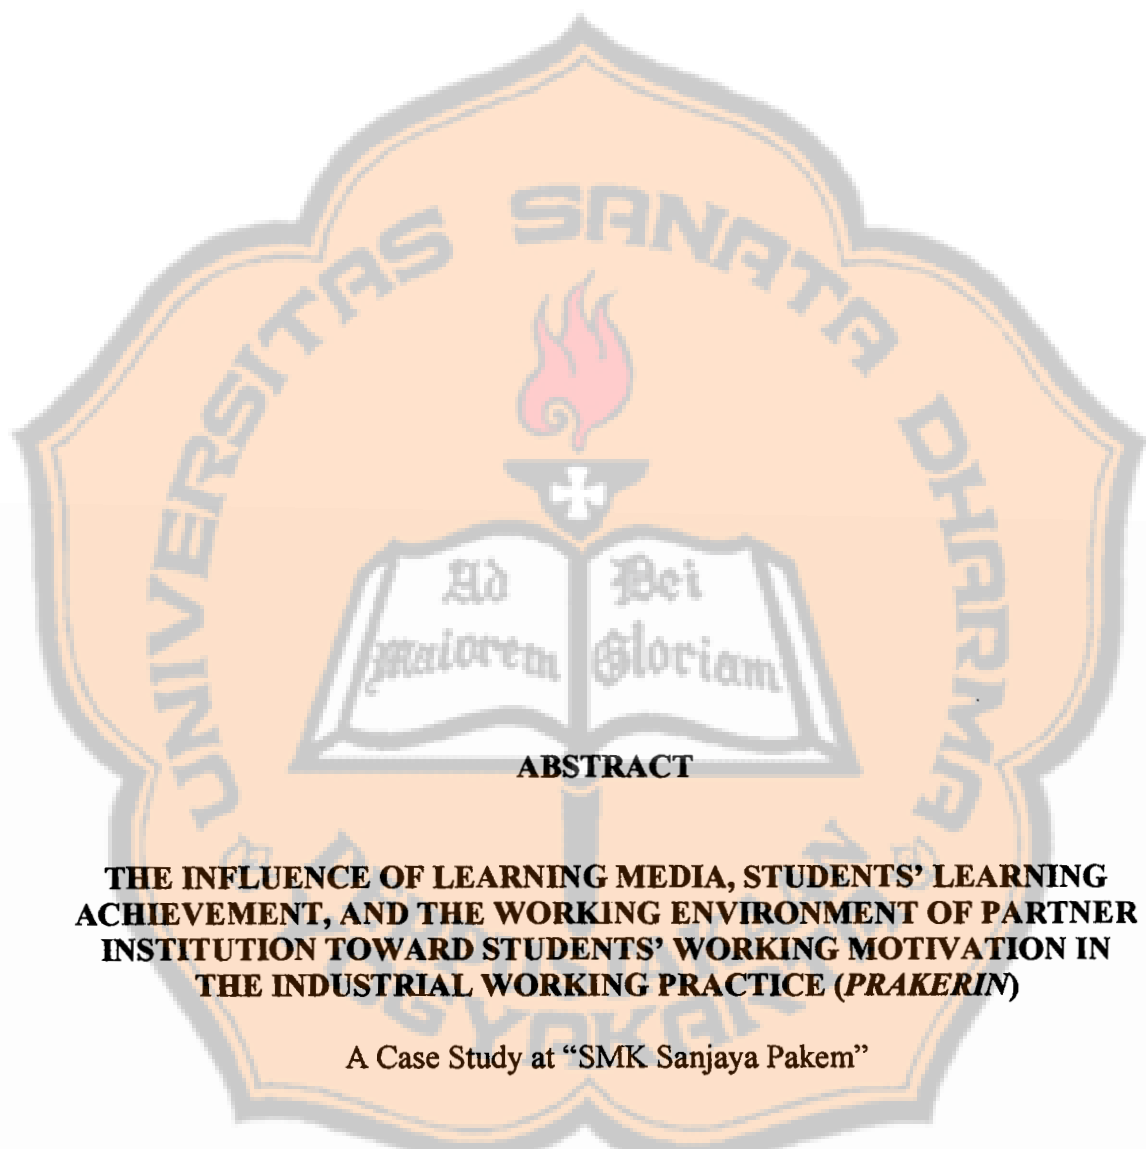 UNIVERSITAS SANATA DHARMA
Ad
Maiorem
Dei
Gloriam
ABSTRACT
THE INFLUENCE OF LEARNING MEDIA, STUDENTS’ LEARNING
ACHIEVEMENT, AND THE WORKING ENVIRONMENT OF PARTNER
INSTITUTION TOWARD STUDENTS’ WORKING MOTIVATION IN
THE INDUSTRIAL WORKING PRACTICE (PRAKERIN)
A Case Study at “SMK Sanjaya Pakem”